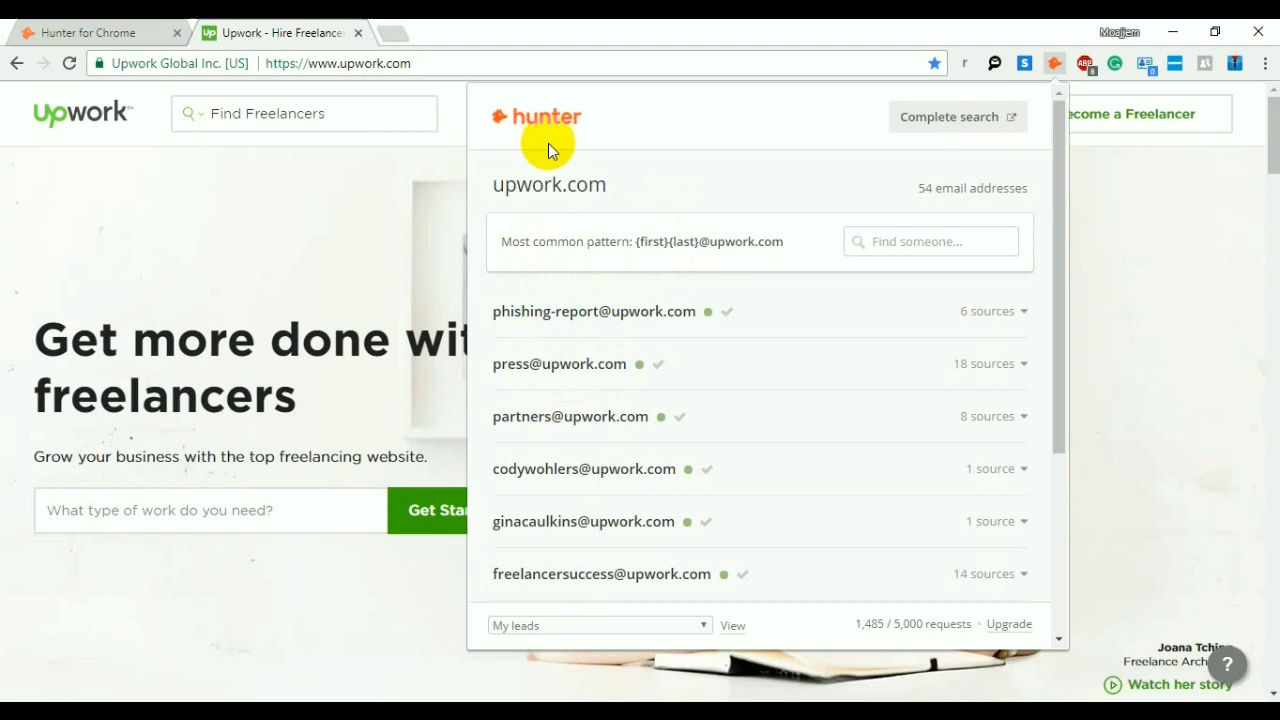 Hunter for Chrome
Upwork - Hire Freelance
Moajjem
Upwork Global Inc. [US]
https://www.upwork.com
upwork
Find Freelancers
ecome a Freelancer
hunter
Complete search
upwork.com
54 email addresses
Most common pattern: {first}{last}@upwork.com
Find someone...
phishing-report@upwork.com
6 sources
press@upwork.com
18 sources
partners@upwork.com
8 sources
codywohlers@upwork.com
1 source
ginacaulkins@upwork.com
1 source
freelancersuccess@upwork.com
14 sources
My leads
View
1,485 / 5,000 requests • Upgrade
Get more done wit
freelancers
Grow your business with the top freelancing website.
What type of work do you need?
Get Star
Joana Tching
Freelance Arch
Watch her story
?